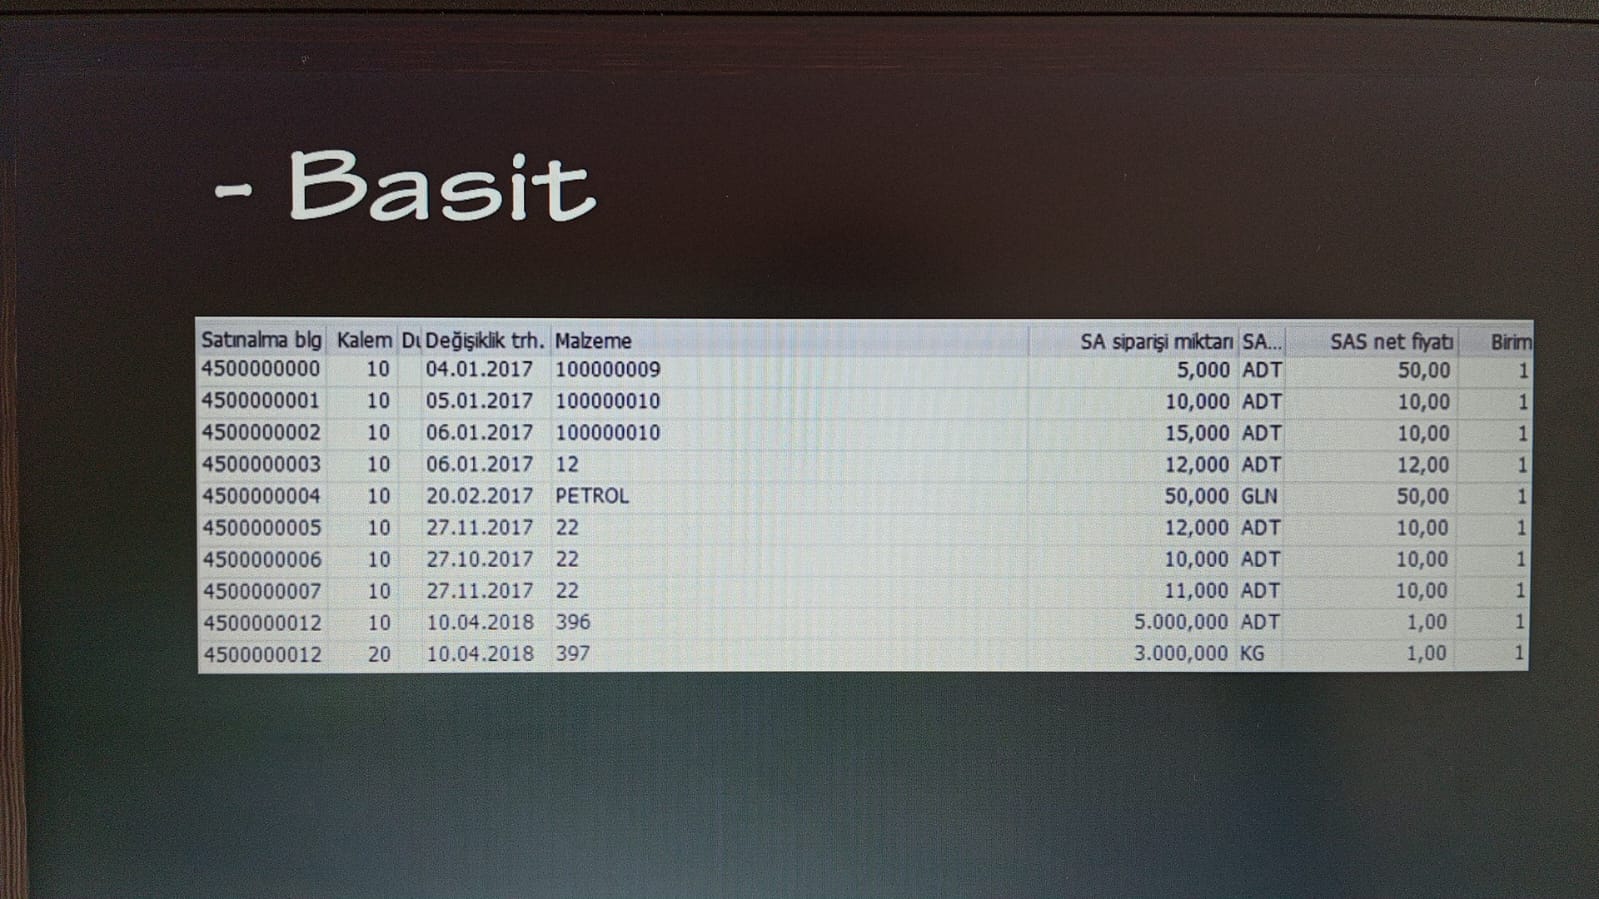 - Basit
Satınalma blg Kalem Dı Değişiklik trh. Malzeme SA siparişi miktarı SA... SAS net fiyatı Birim
4500000000 10 04.01.2017 100000009 5,000 ADT 50,00 1
4500000001 10 05.01.2017 100000010 10,000 ADT 10,00 1
4500000002 10 06.01.2017 100000010 15,000 ADT 10,00 1
4500000003 10 06.01.2017 12 12,000 ADT 12,00 1
4500000004 10 20.02.2017 PETROL 50,000 GLN 50,00 1
4500000005 10 27.11.2017 22 12,000 ADT 10,00 1
4500000006 10 27.10.2017 22 10,000 ADT 10,00 1
4500000007 10 27.11.2017 22 11,000 ADT 10,00 1
4500000012 10 10.04.2018 396 5.000,000 ADT 1,00 1
4500000012 20 10.04.2018 397 3.000,000 KG 1,00 1